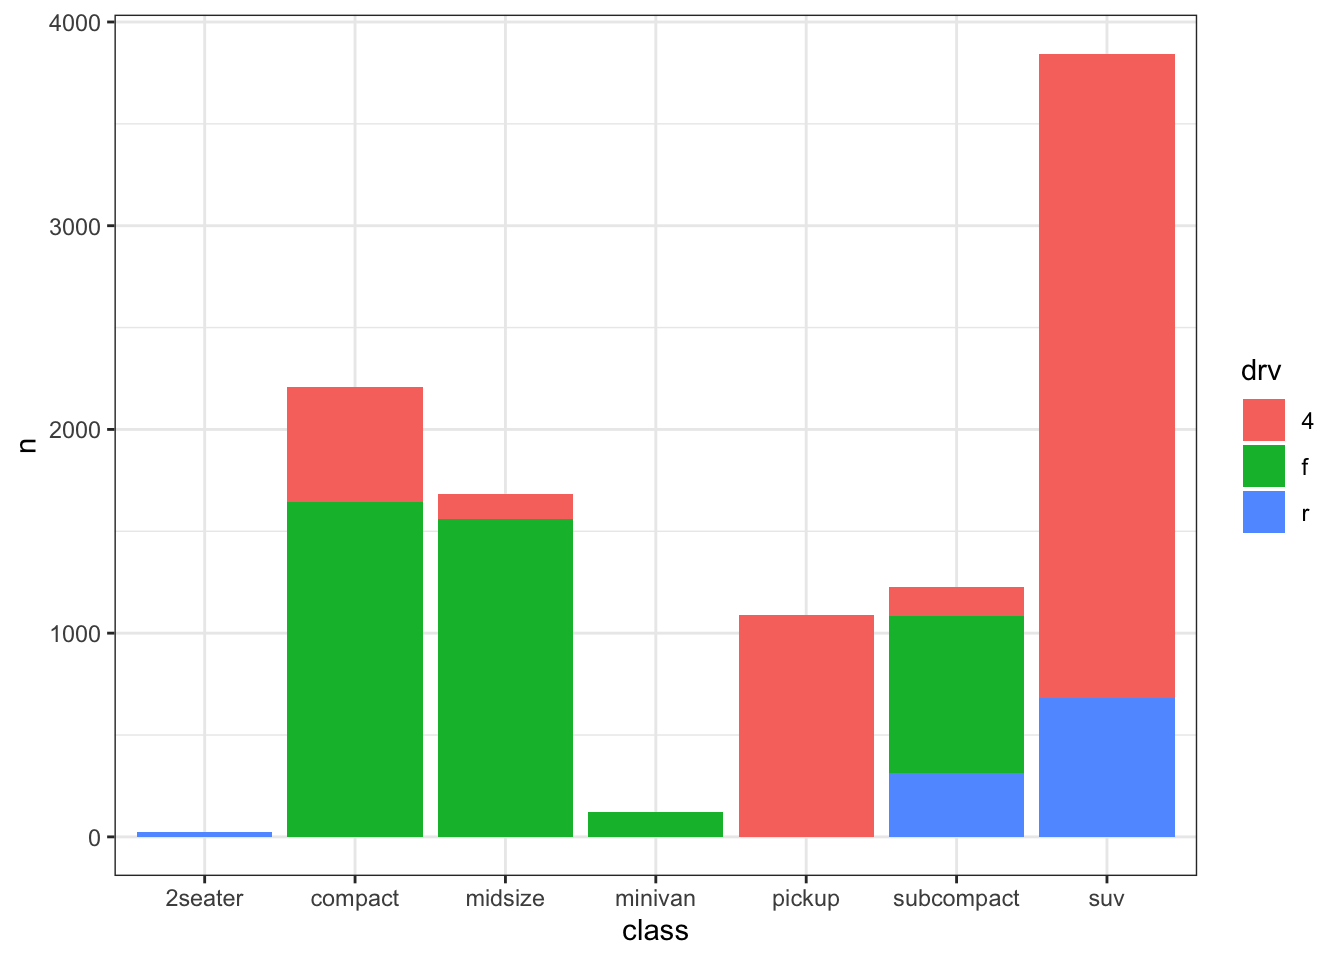 4000
3000
2000
1000
0
n
2seater compact midsize minivan pickup subcompact suv
class
drv
4
f
r